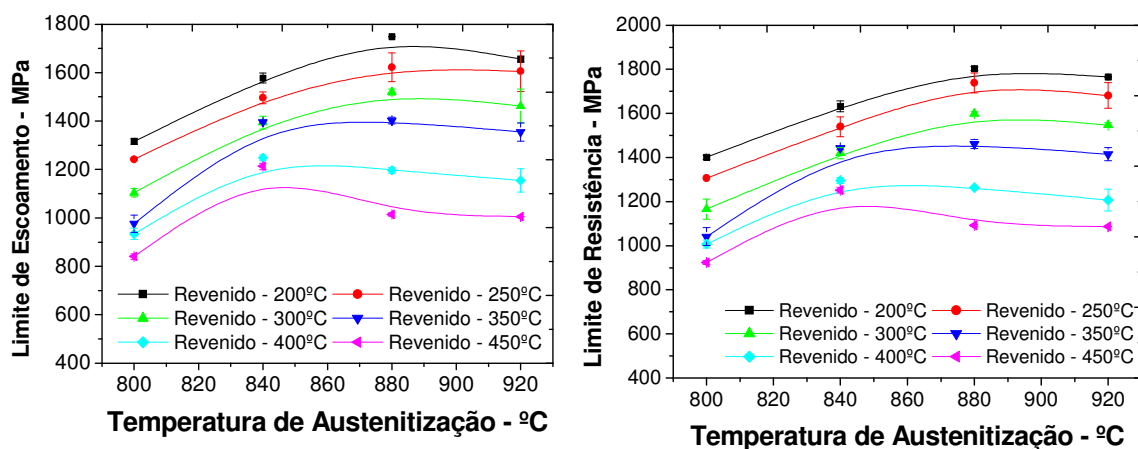 Limite de Escoamento - MPa
1800
1600
1400
1200
1000
800
600
400
Revenido - 200ºC
Revenido - 250ºC
Revenido - 300ºC
Revenido - 350ºC
Revenido - 400ºC
Revenido - 450ºC
800 820 840 860 880 900 920
Temperatura de Austenitização - ºC
Limite de Resistência - MPa
2000
1800
1600
1400
1200
1000
800
600
400
Revenido - 200ºC
Revenido - 250ºC
Revenido - 300ºC
Revenido - 350ºC
Revenido - 400ºC
Revenido - 450ºC
800 820 840 860 880 900 920
Temperatura de Austenitização - ºC